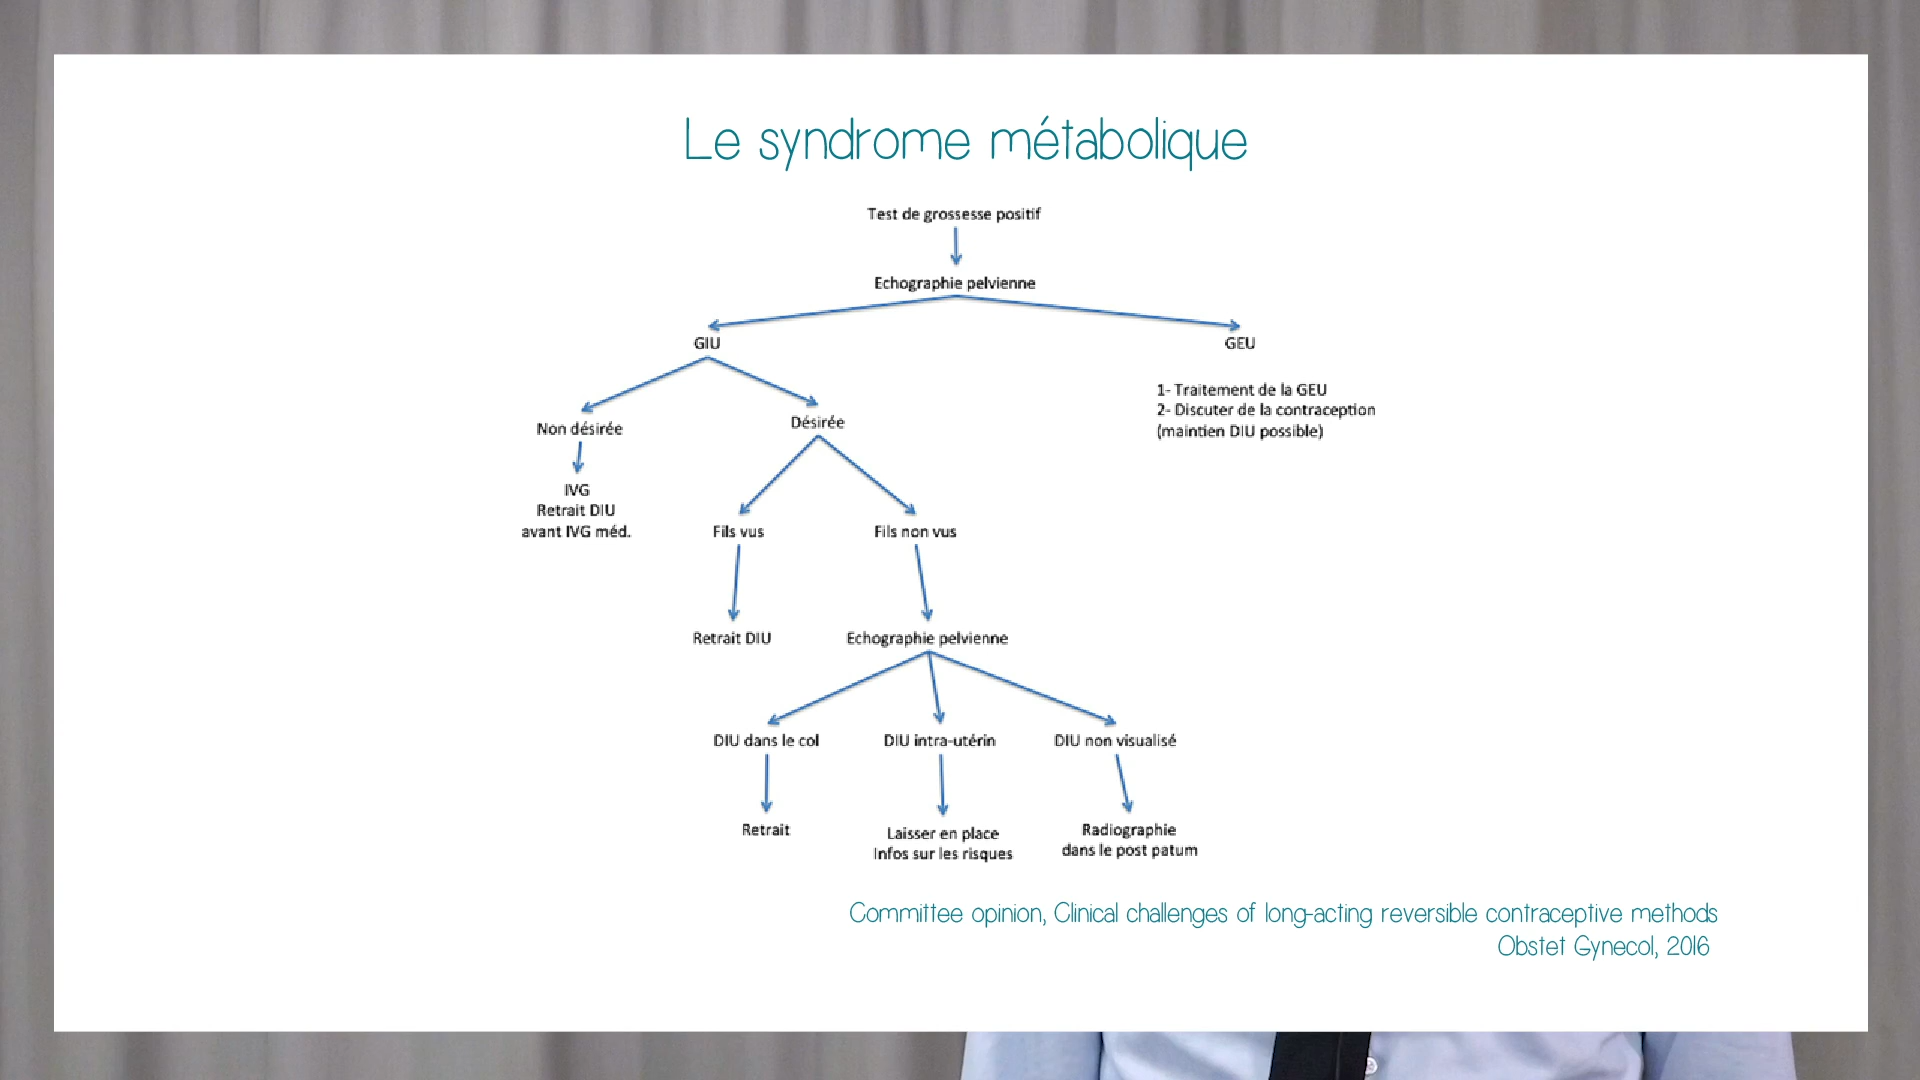 Le syndrome métabolique
Test de grossesse positif
Echographie pelvienne
GIU
GEU
1- Traitement de la GEU
2- Discuter de la contraception
(maintien DIU possible)
Non désirée
Désirée
IVG
Retrait DIU
avant IVG méd.
Fils vus
Fils non vus
Retrait DIU
Echographie pelvienne
DIU dans le col
DIU intra-utérin
DIU non visualisé
Retrait
Laisser en place
Infos sur les risques
Radiographie
dans le post patum
Committee opinion, Clinical challenges of long-acting reversible contraceptive methods
Obstet Gynecol, 2016